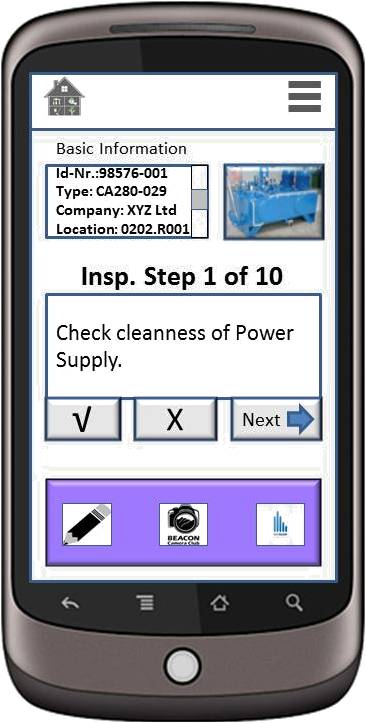 Basic Information
Id-Nr.:98576-001
Type: CA280-029
Company: XYZ Ltd
Location: 0202.R001
Insp. Step 1 of 10
Check cleanness of Power
Supply.
√ X Next
BEACON
Camera Club